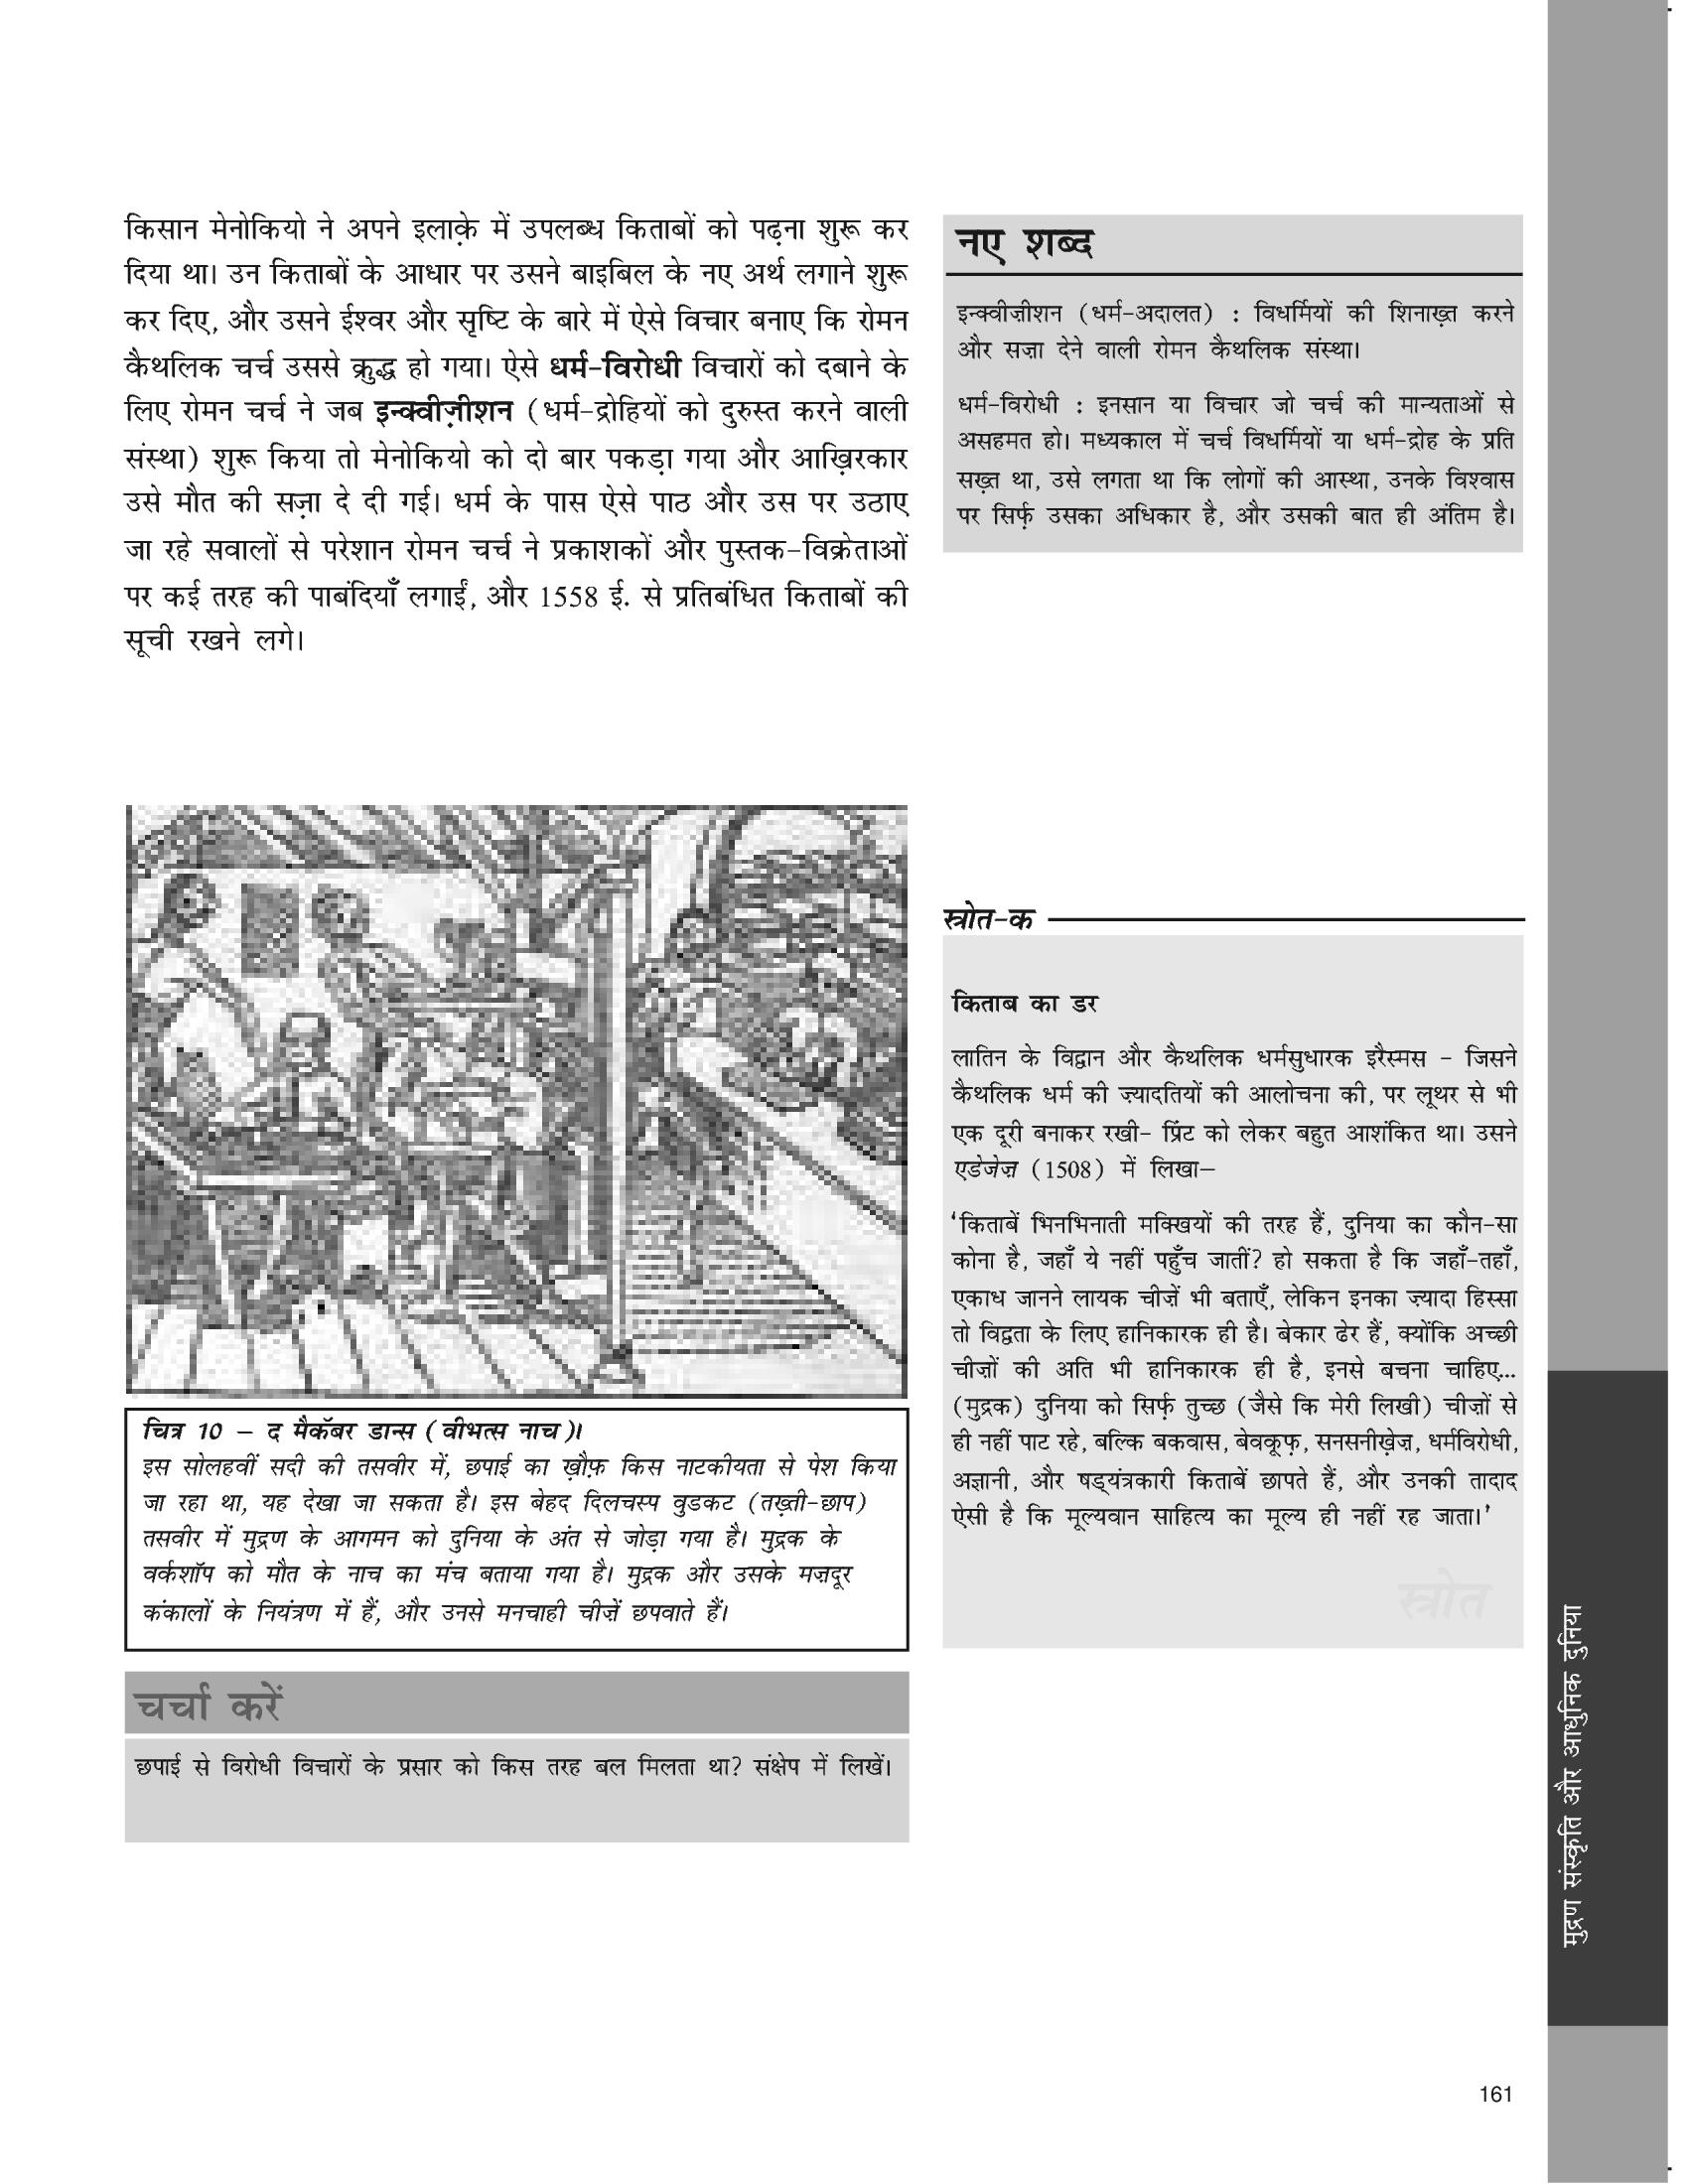 किसान मेनोकियो ने अपने इलाक़े में उपलब्ध किताबों को पढ़ना शुरू कर
दिया था। उन किताबों के आधार पर उसने बाइबिल के नए अर्थ लगाने शुरू
कर दिए, और उसने ईश्वर और सृष्टि के बारे में ऐसे विचार बनाए कि रोमन
कैथलिक चर्च उससे क्रुद्ध हो गया। ऐसे धर्म-विरोधी विचारों को दबाने के
लिए रोमन चर्च ने जब इन्क्वीज़ीशन (धर्म-द्रोहियों को दुरुस्त करने वाली
संस्था) शुरू किया तो मेनोकियो को दो बार पकड़ा गया और आख़िरकार
उसे मौत की सज़ा दे दी गई। धर्म के पास ऐसे पाठ और उस पर उठाए
जा रहे सवालों से परेशान रोमन चर्च ने प्रकाशकों और पुस्तक-विक्रेताओं
पर कई तरह की पाबंदियाँ लगाईं, और 1558 ई. से प्रतिबंधित किताबों की
सूची रखने लगे।
नए शब्द
इन्क्वीज़ीशन (धर्म-अदालत) : विधर्मियों की शिनाख़्त करने
और सज़ा देने वाली रोमन कैथलिक संस्था।
धर्म-विरोधी : इनसान या विचार जो चर्च की मान्यताओं से
असहमत हो। मध्यकाल में चर्च विधर्मियों या धर्म-द्रोह के प्रति
सख़्त था, उसे लगता था कि लोगों की आस्था, उनके विश्वास
पर सिर्फ़ उसका अधिकार है, और उसकी बात ही अंतिम है।
चित्र 10 – द मैकॅबर डान्स (वीभत्स नाच)।
इस सोलहवीं सदी की तसवीर में, छपाई का ख़ौफ़ किस नाटकीयता से पेश किया
जा रहा था, यह देखा जा सकता है। इस बेहद दिलचस्प वुडकट (तख़्ती-छाप)
तसवीर में मुद्रण के आगमन को दुनिया के अंत से जोड़ा गया है। मुद्रक के
वर्कशॉप को मौत के नाच का मंच बताया गया है। मुद्रक और उसके मज़दूर
कंकालों के नियंत्रण में हैं, और उनसे मनचाही चीज़ें छपवाते हैं।
चर्चा करें
छपाई से विरोधी विचारों के प्रसार को किस तरह बल मिलता था? संक्षेप में लिखें।
स्त्रोत-क
किताब का डर
लातिन के विद्वान और कैथलिक धर्मसुधारक इरैस्मस – जिसने
कैथलिक धर्म की ज़्यादतियों की आलोचना की, पर लूथर से भी
एक दूरी बनाकर रखी– प्रिंट को लेकर बहुत आशंकित था। उसने
एडेजेज़ (1508) में लिखा–
'किताबें भिनभिनाती मक्खियों की तरह हैं, दुनिया का कौन-सा
कोना है, जहाँ ये नहीं पहुँच जातीं? हो सकता है कि जहाँ-तहाँ,
एकाध जानने लायक चीज़ें भी बताएँ, लेकिन इनका ज़्यादा हिस्सा
तो विद्वता के लिए हानिकारक ही है। बेकार ढेर हैं, क्योंकि अच्छी
चीज़ों की अति भी हानिकारक ही है, इनसे बचना चाहिए...
(मुद्रक) दुनिया को सिर्फ़ तुच्छ (जैसे कि मेरी लिखी) चीज़ों से
ही नहीं पाट रहे, बल्कि बकवास, बेवकूफ़, सनसनीख़ेज़, धर्मविरोधी,
अज्ञानी, और षड्यंत्रकारी किताबें छापते हैं, और उनकी तादाद
ऐसी है कि मूल्यवान साहित्य का मूल्य ही नहीं रह जाता।'
स्त्रोत
मुद्रण संस्कृति और आधुनिक दुनिया
161